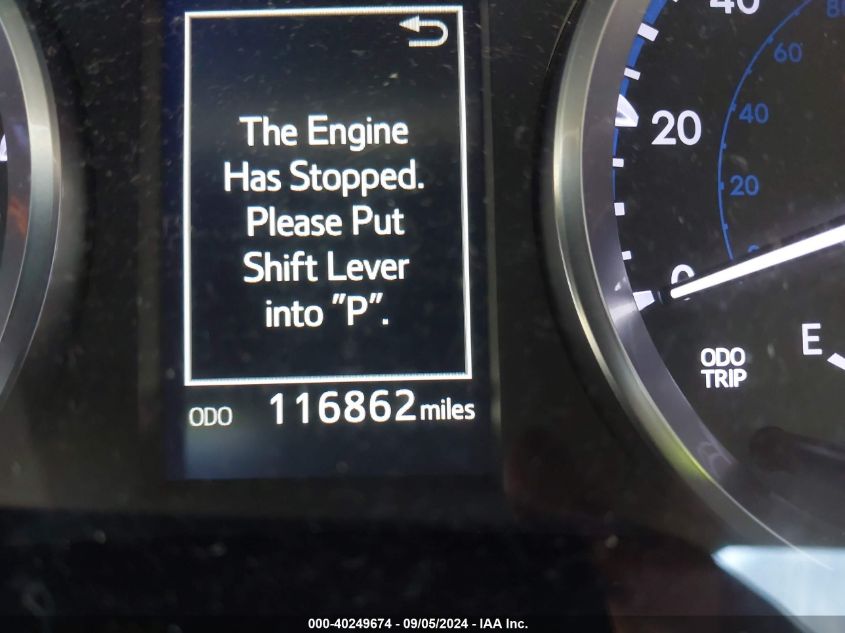 The Engine
Has Stopped.
Please Put
Shift Lever
into "P".
ODO 116862 miles
40
20
0
80
60
40
20
ODO
TRIP
E
000-40249674 - 09/05/2024 - IAA Inc.